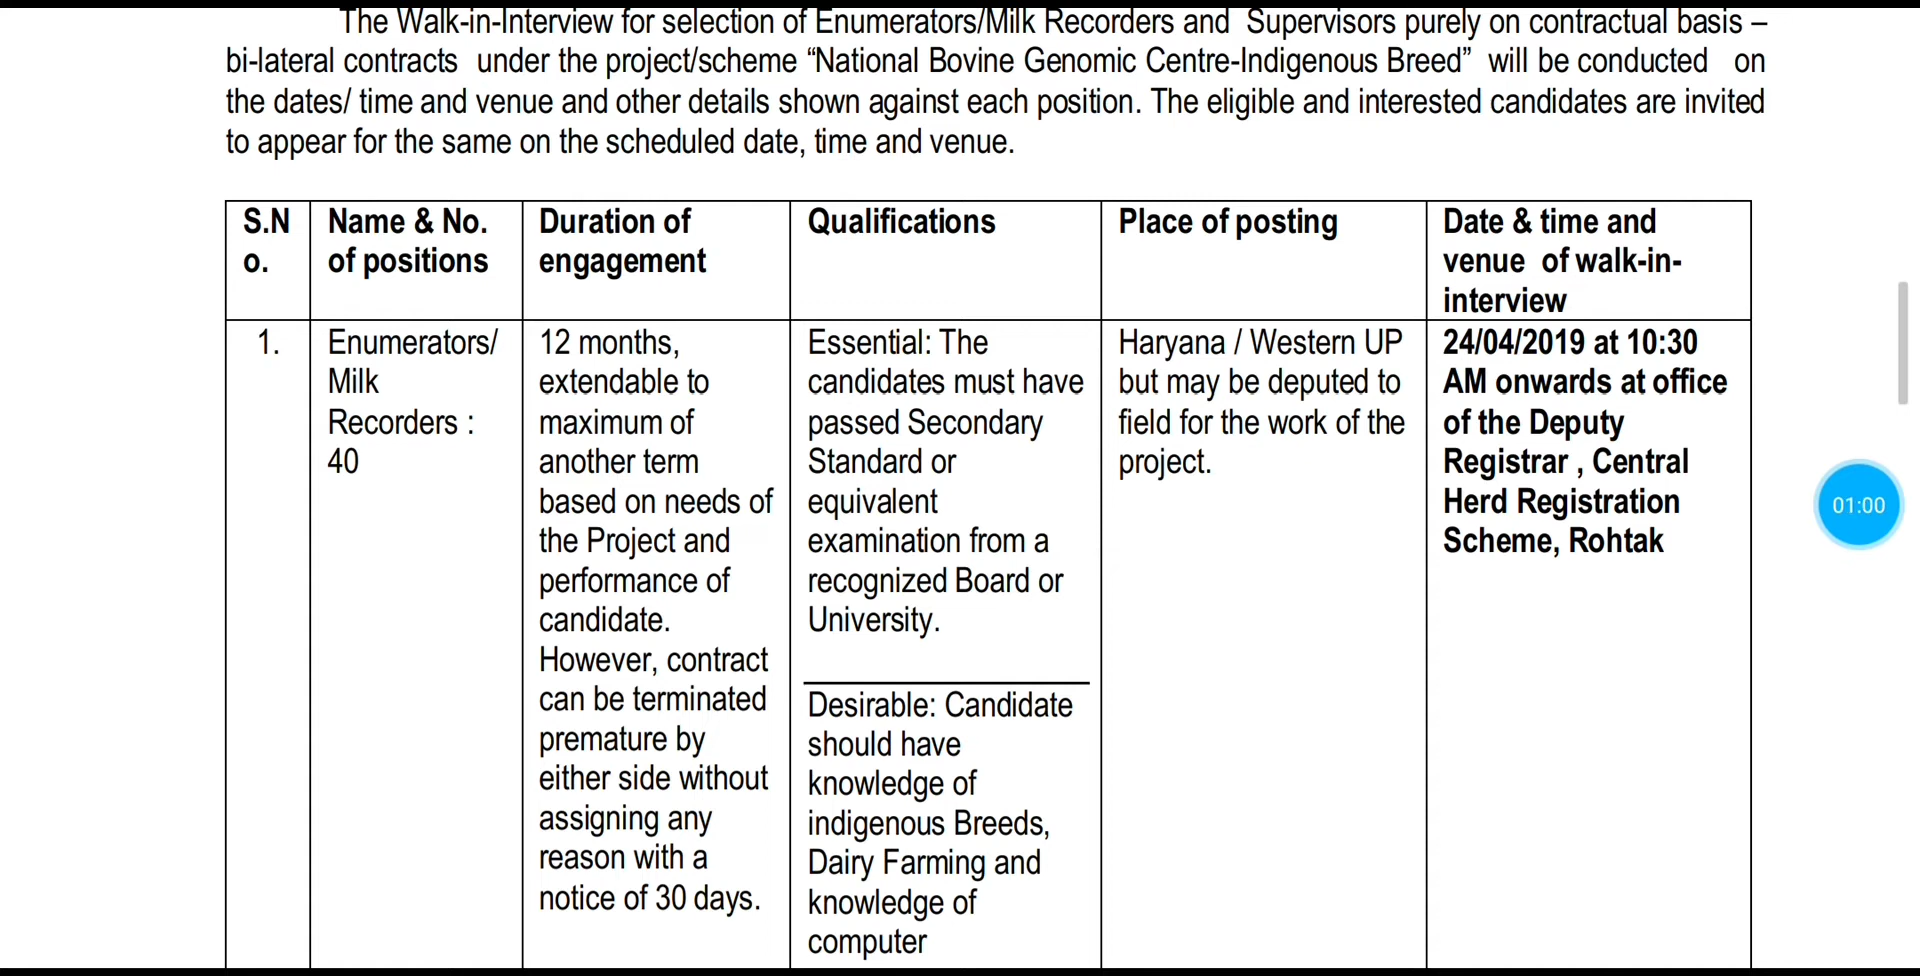 The Walk-in-Interview for selection of Enumerators/Milk Recorders and Supervisors purely on contractual basis –
bi-lateral contracts under the project/scheme “National Bovine Genomic Centre-Indigenous Breed” will be conducted on
the dates/ time and venue and other details shown against each position. The eligible and interested candidates are invited
to appear for the same on the scheduled date, time and venue.
S.N
o.
Name & No.
of positions
Duration of
engagement
Qualifications
Place of posting
Date & time and
venue of walk-in-
interview
1.
Enumerators/
Milk
Recorders :
40
12 months,
extendable to
maximum of
another term
based on needs of
the Project and
performance of
candidate.
However, contract
can be terminated
premature by
either side without
assigning any
reason with a
notice of 30 days.
Essential: The
candidates must have
passed Secondary
Standard or
equivalent
examination from a
recognized Board or
University.
Desirable: Candidate
should have
knowledge of
indigenous Breeds,
Dairy Farming and
knowledge of
computer
Haryana / Western UP
but may be deputed to
field for the work of the
project.
24/04/2019 at 10:30
AM onwards at office
of the Deputy
Registrar , Central
Herd Registration
Scheme, Rohtak
01:00